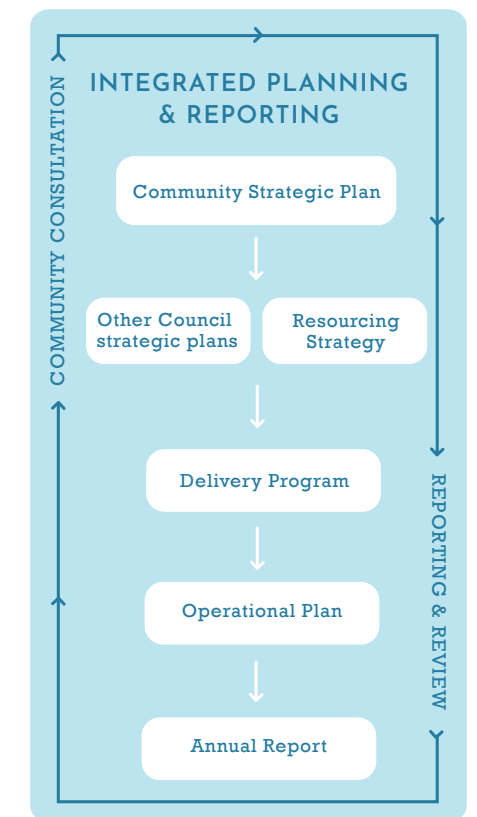 INTEGRATED PLANNING
& REPORTING
COMMUNITY CONSULTATION
Community Strategic Plan
Other Council
strategic plans
Resourcing
Strategy
Delivery Program
Operational Plan
Annual Report
REPORTING & REVIEW